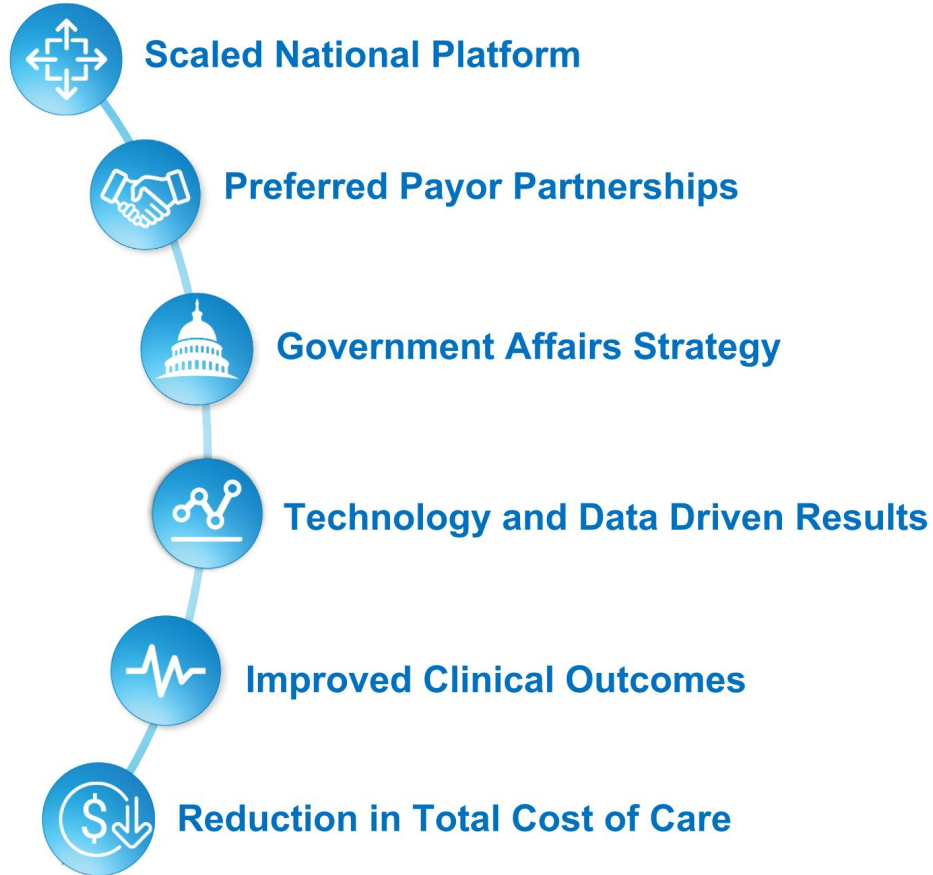 Scaled National Platform
Preferred Payor Partnerships
Government Affairs Strategy
Technology and Data Driven Results
Improved Clinical Outcomes
$
Reduction in Total Cost of Care